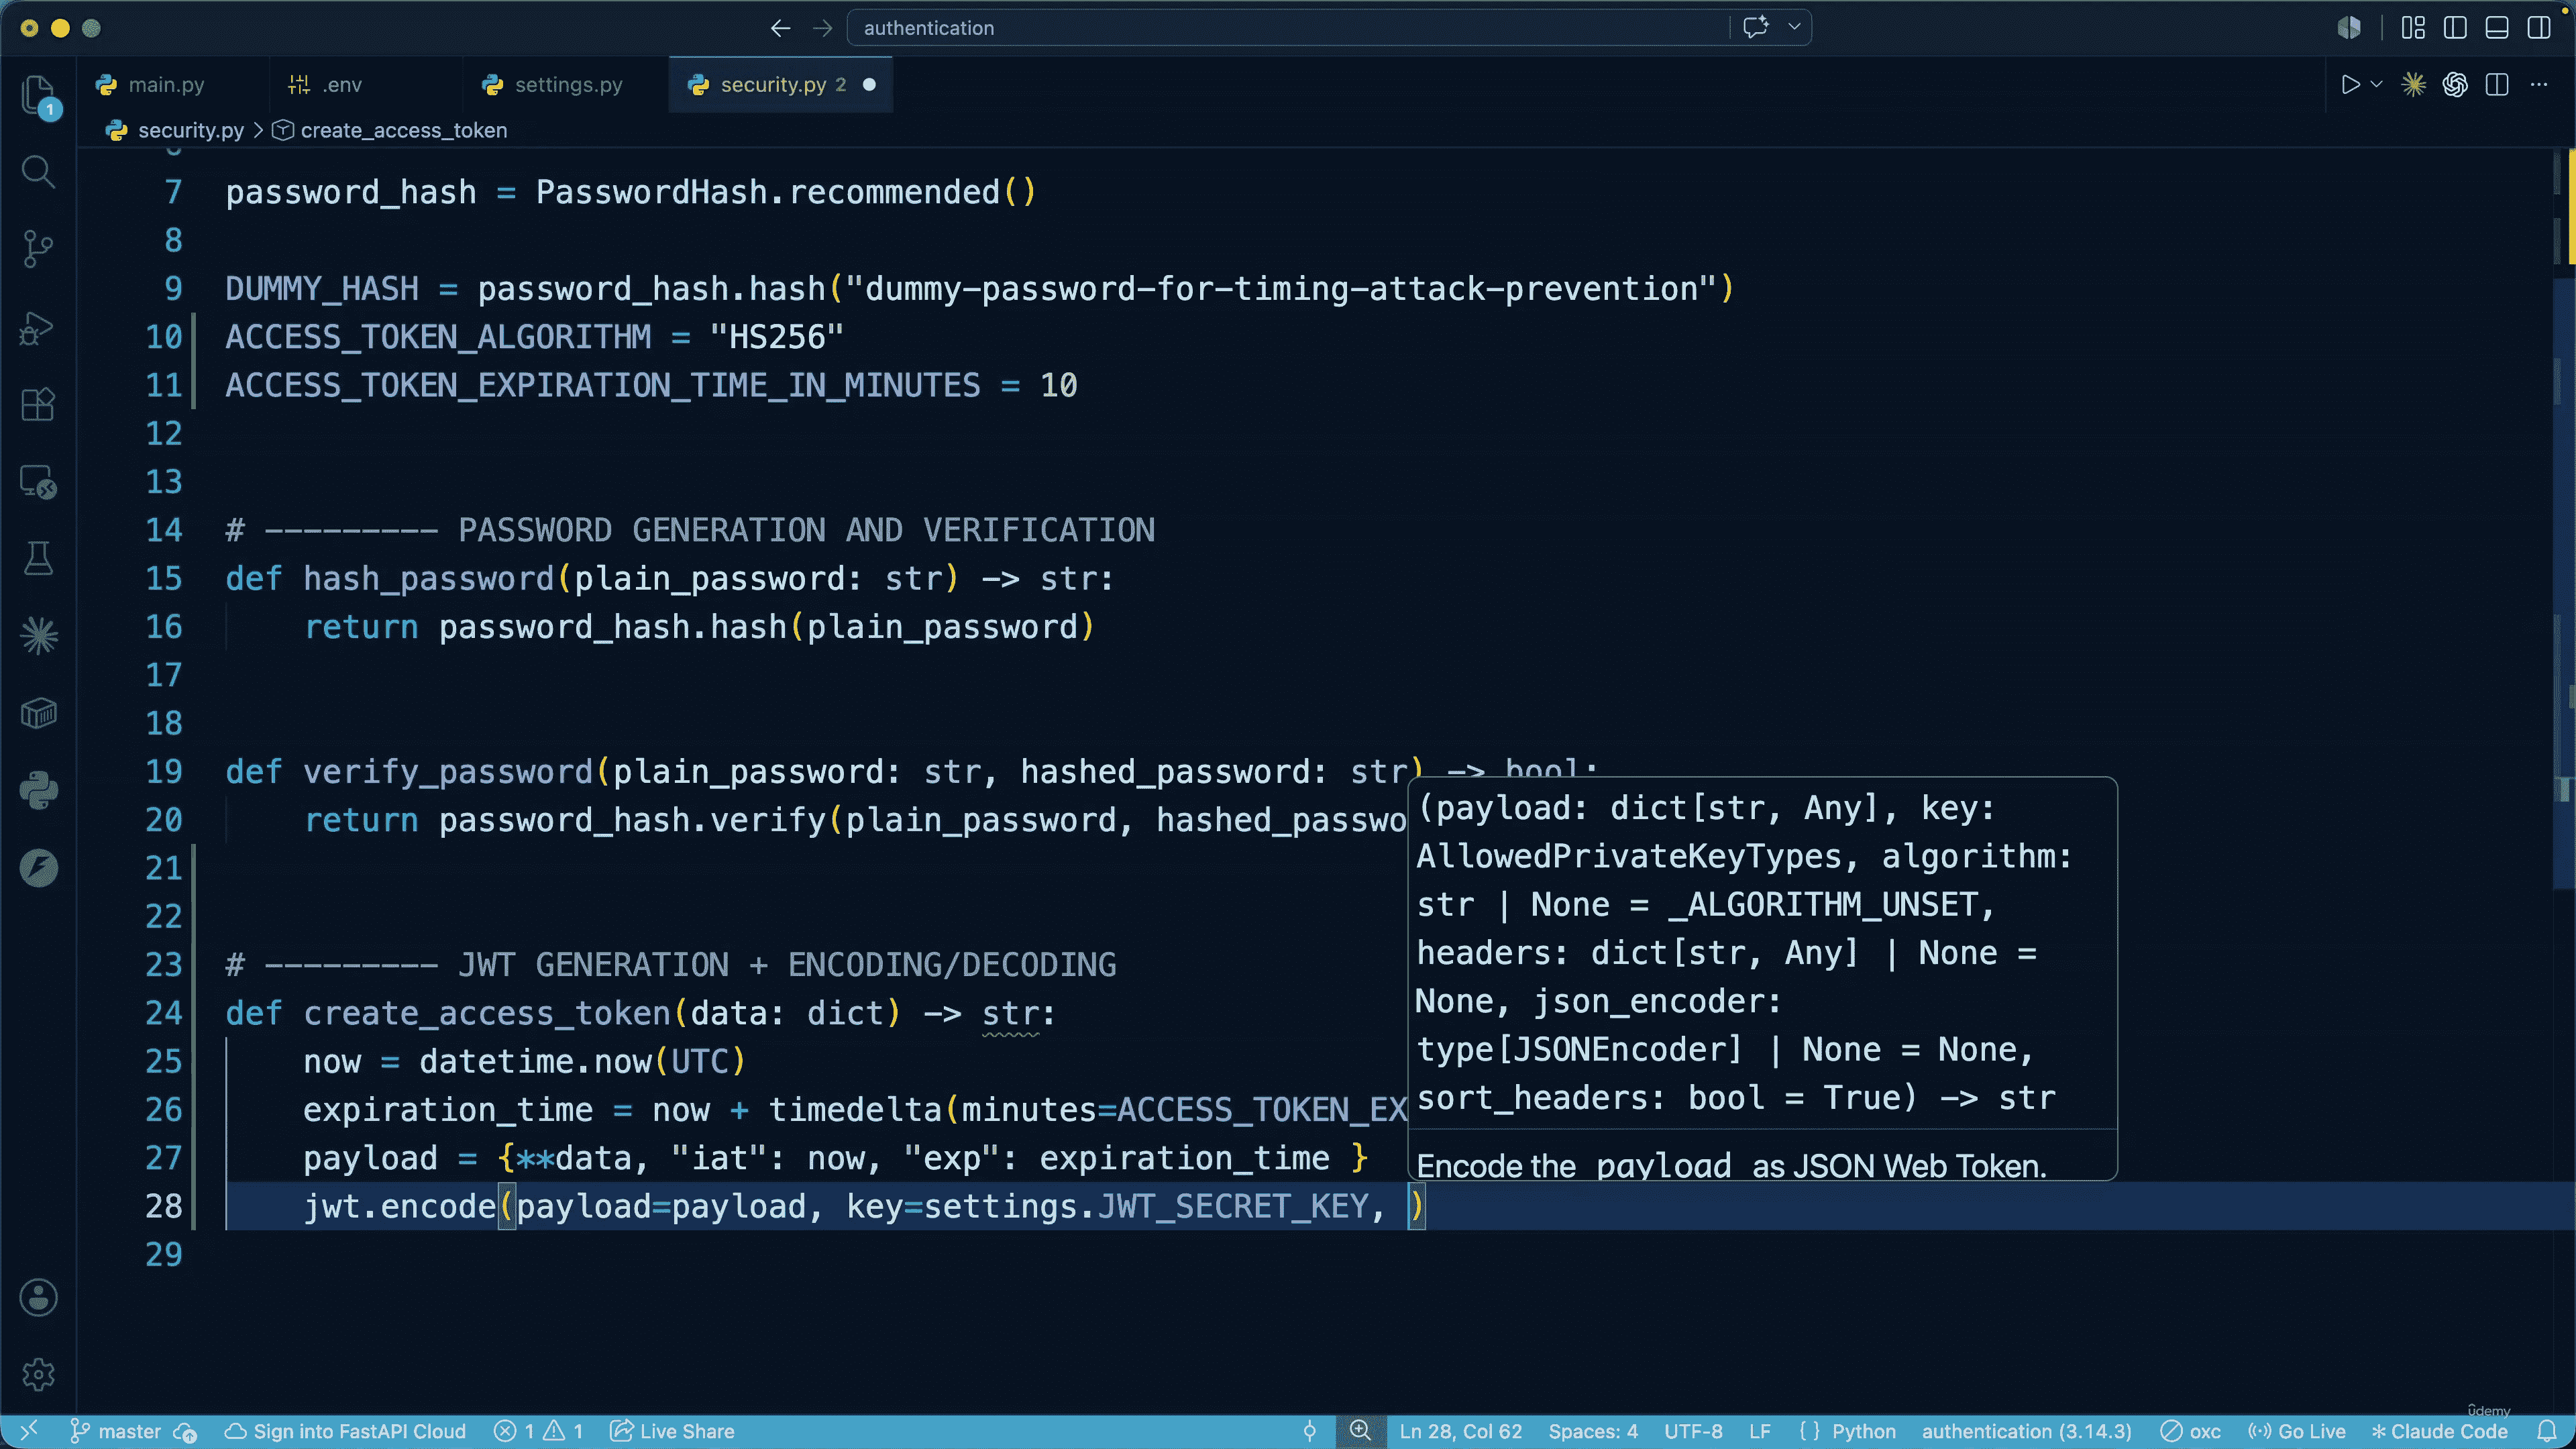 authentication
main.py
.env
settings.py
security.py 2
1
security.py > create_access_token
7 password_hash = PasswordHash.recommended()
8
9 DUMMY_HASH = password_hash.hash("dummy-password-for-timing-attack-prevention")
10 ACCESS_TOKEN_ALGORITHM = "HS256"
11 ACCESS_TOKEN_EXPIRATION_TIME_IN_MINUTES = 10
12
13
14 # --------- PASSWORD GENERATION AND VERIFICATION
15 def hash_password(plain_password: str) -> str:
16 return password_hash.hash(plain_password)
17
18
19 def verify_password(plain_password: str, hashed_password: str) -> bool:
20 return password_hash.verify(plain_password, hashed_passwo
21
22
23 # --------- JWT GENERATION + ENCODING/DECODING
24 def create_access_token(data: dict) -> str:
25 now = datetime.now(UTC)
26 expiration_time = now + timedelta(minutes=ACCESS_TOKEN_EX
27 payload = {**data, "iat": now, "exp": expiration_time }
28 jwt.encode(payload=payload, key=settings.JWT_SECRET_KEY, )
29
(payload: dict[str, Any], key:
AllowedPrivateKeyTypes, algorithm:
str | None = _ALGORITHM_UNSET,
headers: dict[str, Any] | None =
None, json_encoder:
type[JSONEncoder] | None = None,
sort_headers: bool = True) -> str
Encode the payload as JSON Web Token.
ûdemy
master
Sign into FastAPI Cloud
1
1
Live Share
Ln 28, Col 62
Spaces: 4
UTF-8
LF
{ } Python
authentication (3.14.3)
oxc
Go Live
Claude Code